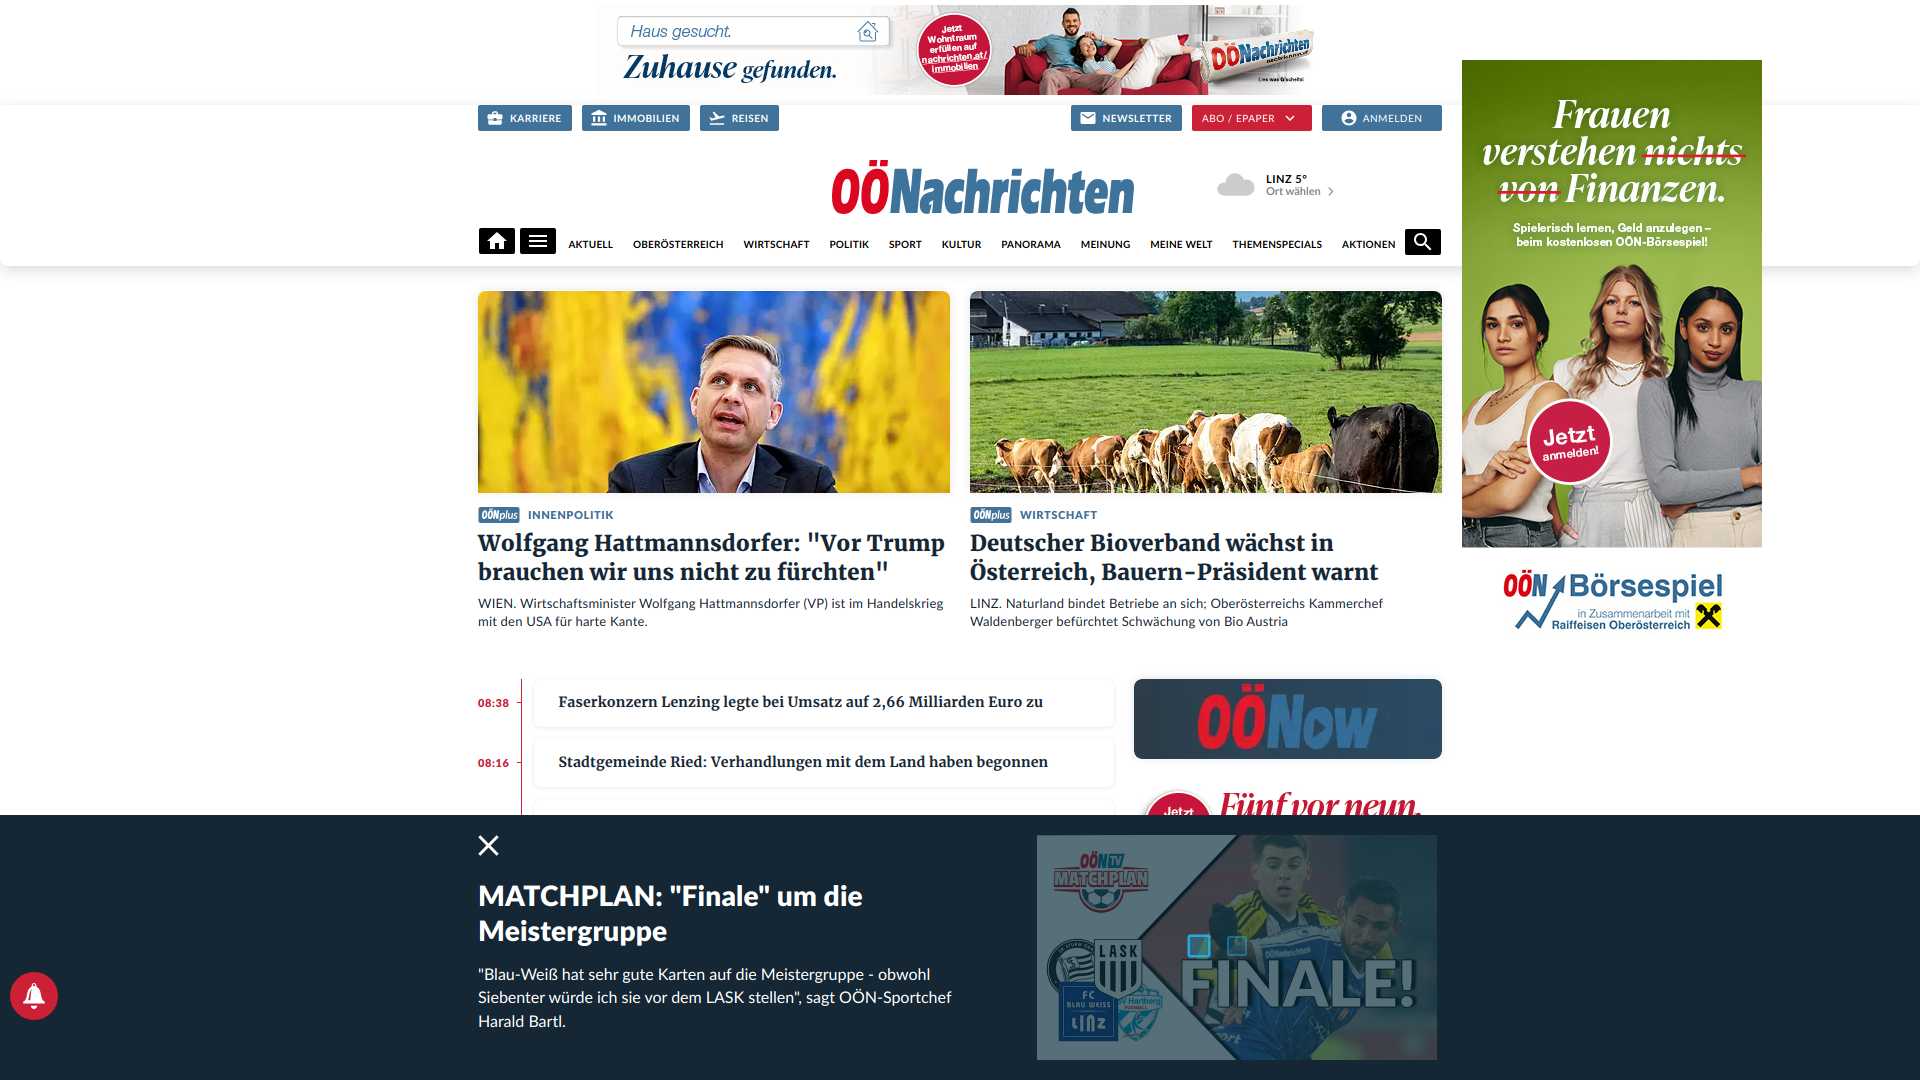 Haus gesucht.
Zuhause gefunden.
Jetzt
Wohntraum
erfüllen auf
nachrichten.at/
immobilien
OÖNachrichten
Lies was G'scheits!
KARRIERE
IMMOBILIEN
REISEN
NEWSLETTER
ABO / EPAPER
ANMELDEN
OÖNachrichten
LINZ 5°
Ort wählen
AKTUELL
OBERÖSTERREICH
WIRTSCHAFT
POLITIK
SPORT
KULTUR
PANORAMA
MEINUNG
MEINE WELT
THEMENSPECIALS
AKTIONEN
Frauen
verstehen nichts
von Finanzen.
Spielerisch lernen, Geld anzulegen –
beim kostenlosen OÖN-Börsespiel!
Jetzt
anmelden!
OÖN Börsespiel
in Zusammenarbeit mit
Raiffeisen Oberösterreich
OÖNplus INNENPOLITIK
Wolfgang Hattmannsdorfer: "Vor Trump
brauchen wir uns nicht zu fürchten"
WIEN. Wirtschaftsminister Wolfgang Hattmannsdorfer (VP) ist im Handelskrieg
mit den USA für harte Kante.
OÖNplus WIRTSCHAFT
Deutscher Bioverband wächst in
Österreich, Bauern-Präsident warnt
LINZ. Naturland bindet Betriebe an sich; Oberösterreichs Kammerchef
Waldenberger befürchtet Schwächung von Bio Austria
08:38 Faserkonzern Lenzing legte bei Umsatz auf 2,66 Milliarden Euro zu
08:16 Stadtgemeinde Ried: Verhandlungen mit dem Land haben begonnen
OÖNow
Jetzt
Fünf vor neun.
MATCHPLAN: "Finale" um die
Meistergruppe
"Blau-Weiß hat sehr gute Karten auf die Meistergruppe - obwohl
Siebenter würde ich sie vor dem LASK stellen", sagt OÖN-Sportchef
Harald Bartl.
OÖN TV
MATCHPLAN
LASK
FC
BLAU WEISS
LINZ
Hartberg
FINALE!